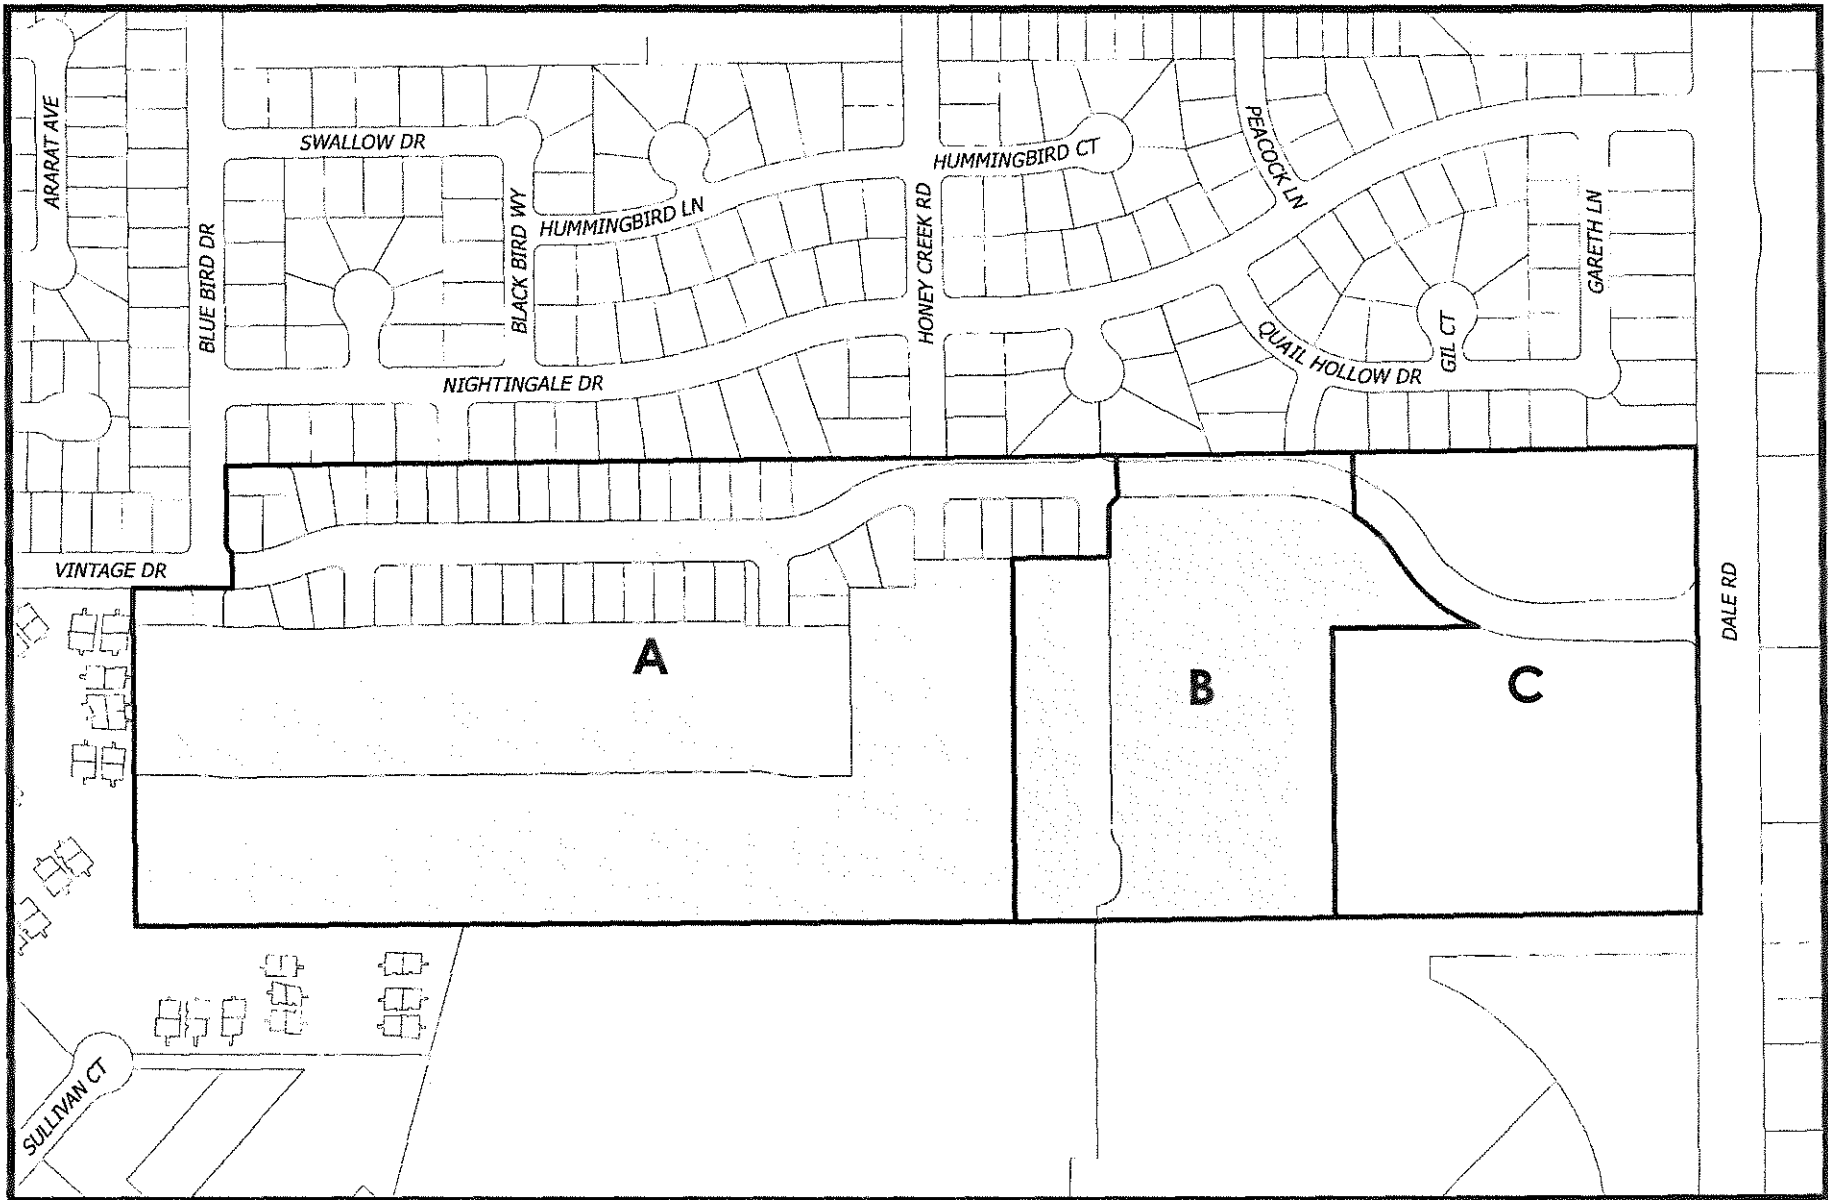 ARARAT AVE
SWALLOW DR
HUMMINGBIRD CT
PEACOCK LN
BLUE BIRD DR
BLACK BIRD WY
HUMMINGBIRD LN
HONEY CREEK RD
GARETH LN
NIGHTINGALE DR
QUAIL HOLLOW DR
GIL CT
VINTAGE DR
DALE RD
A
B
C
SULLIVAN CT